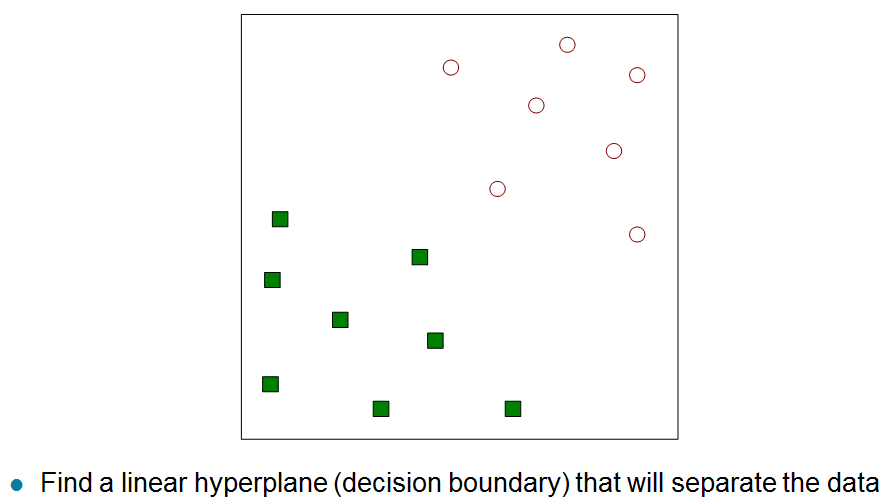 Find a linear hyperplane (decision boundary) that will separate the data